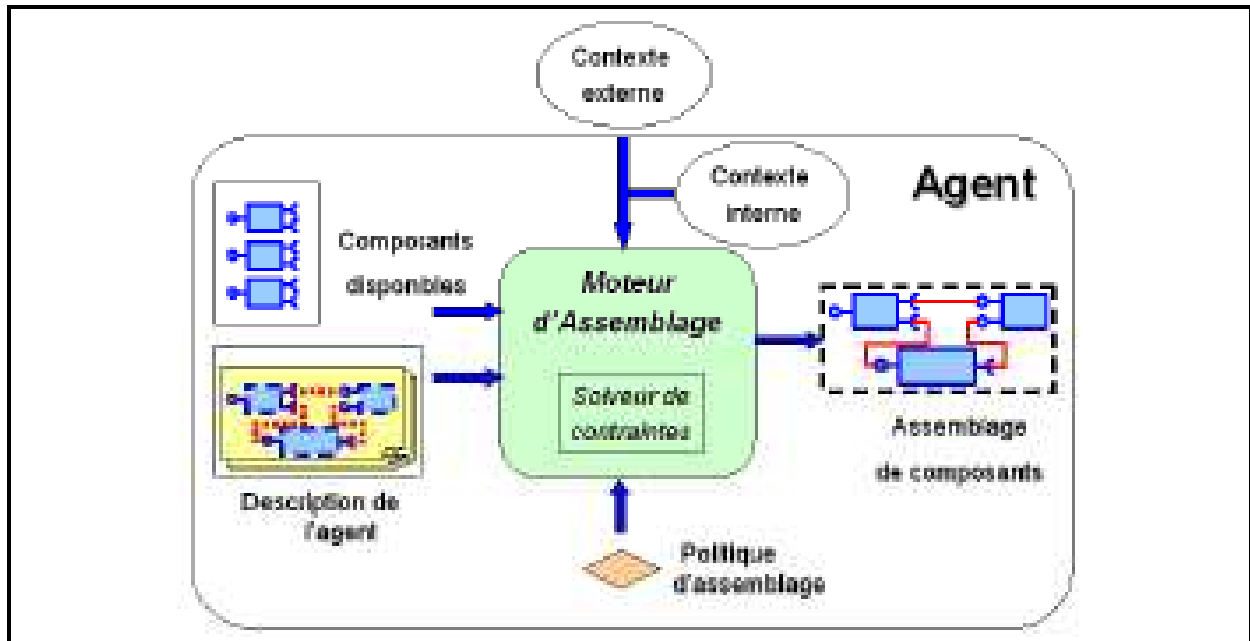 Contexte
externe
Contexte
interne
Agent
Composants
disponibles
Moteur
d'Assemblage
Solveur de
contraintes
Assemblage
de composants
Description de
l'agent
Politique
d'assemblage